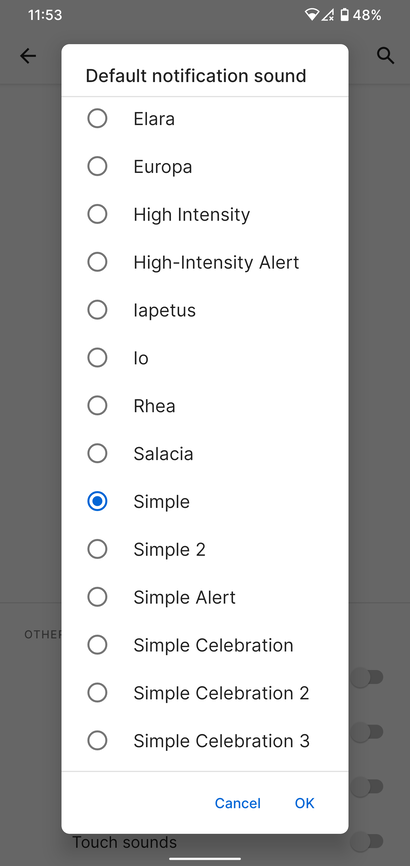 11:53
48%
Default notification sound
Elara
Europa
High Intensity
High-Intensity Alert
Iapetus
Io
Rhea
Salacia
Simple
Simple 2
Simple Alert
Simple Celebration
Simple Celebration 2
Simple Celebration 3
OTHER
Cancel
OK
Touch sounds